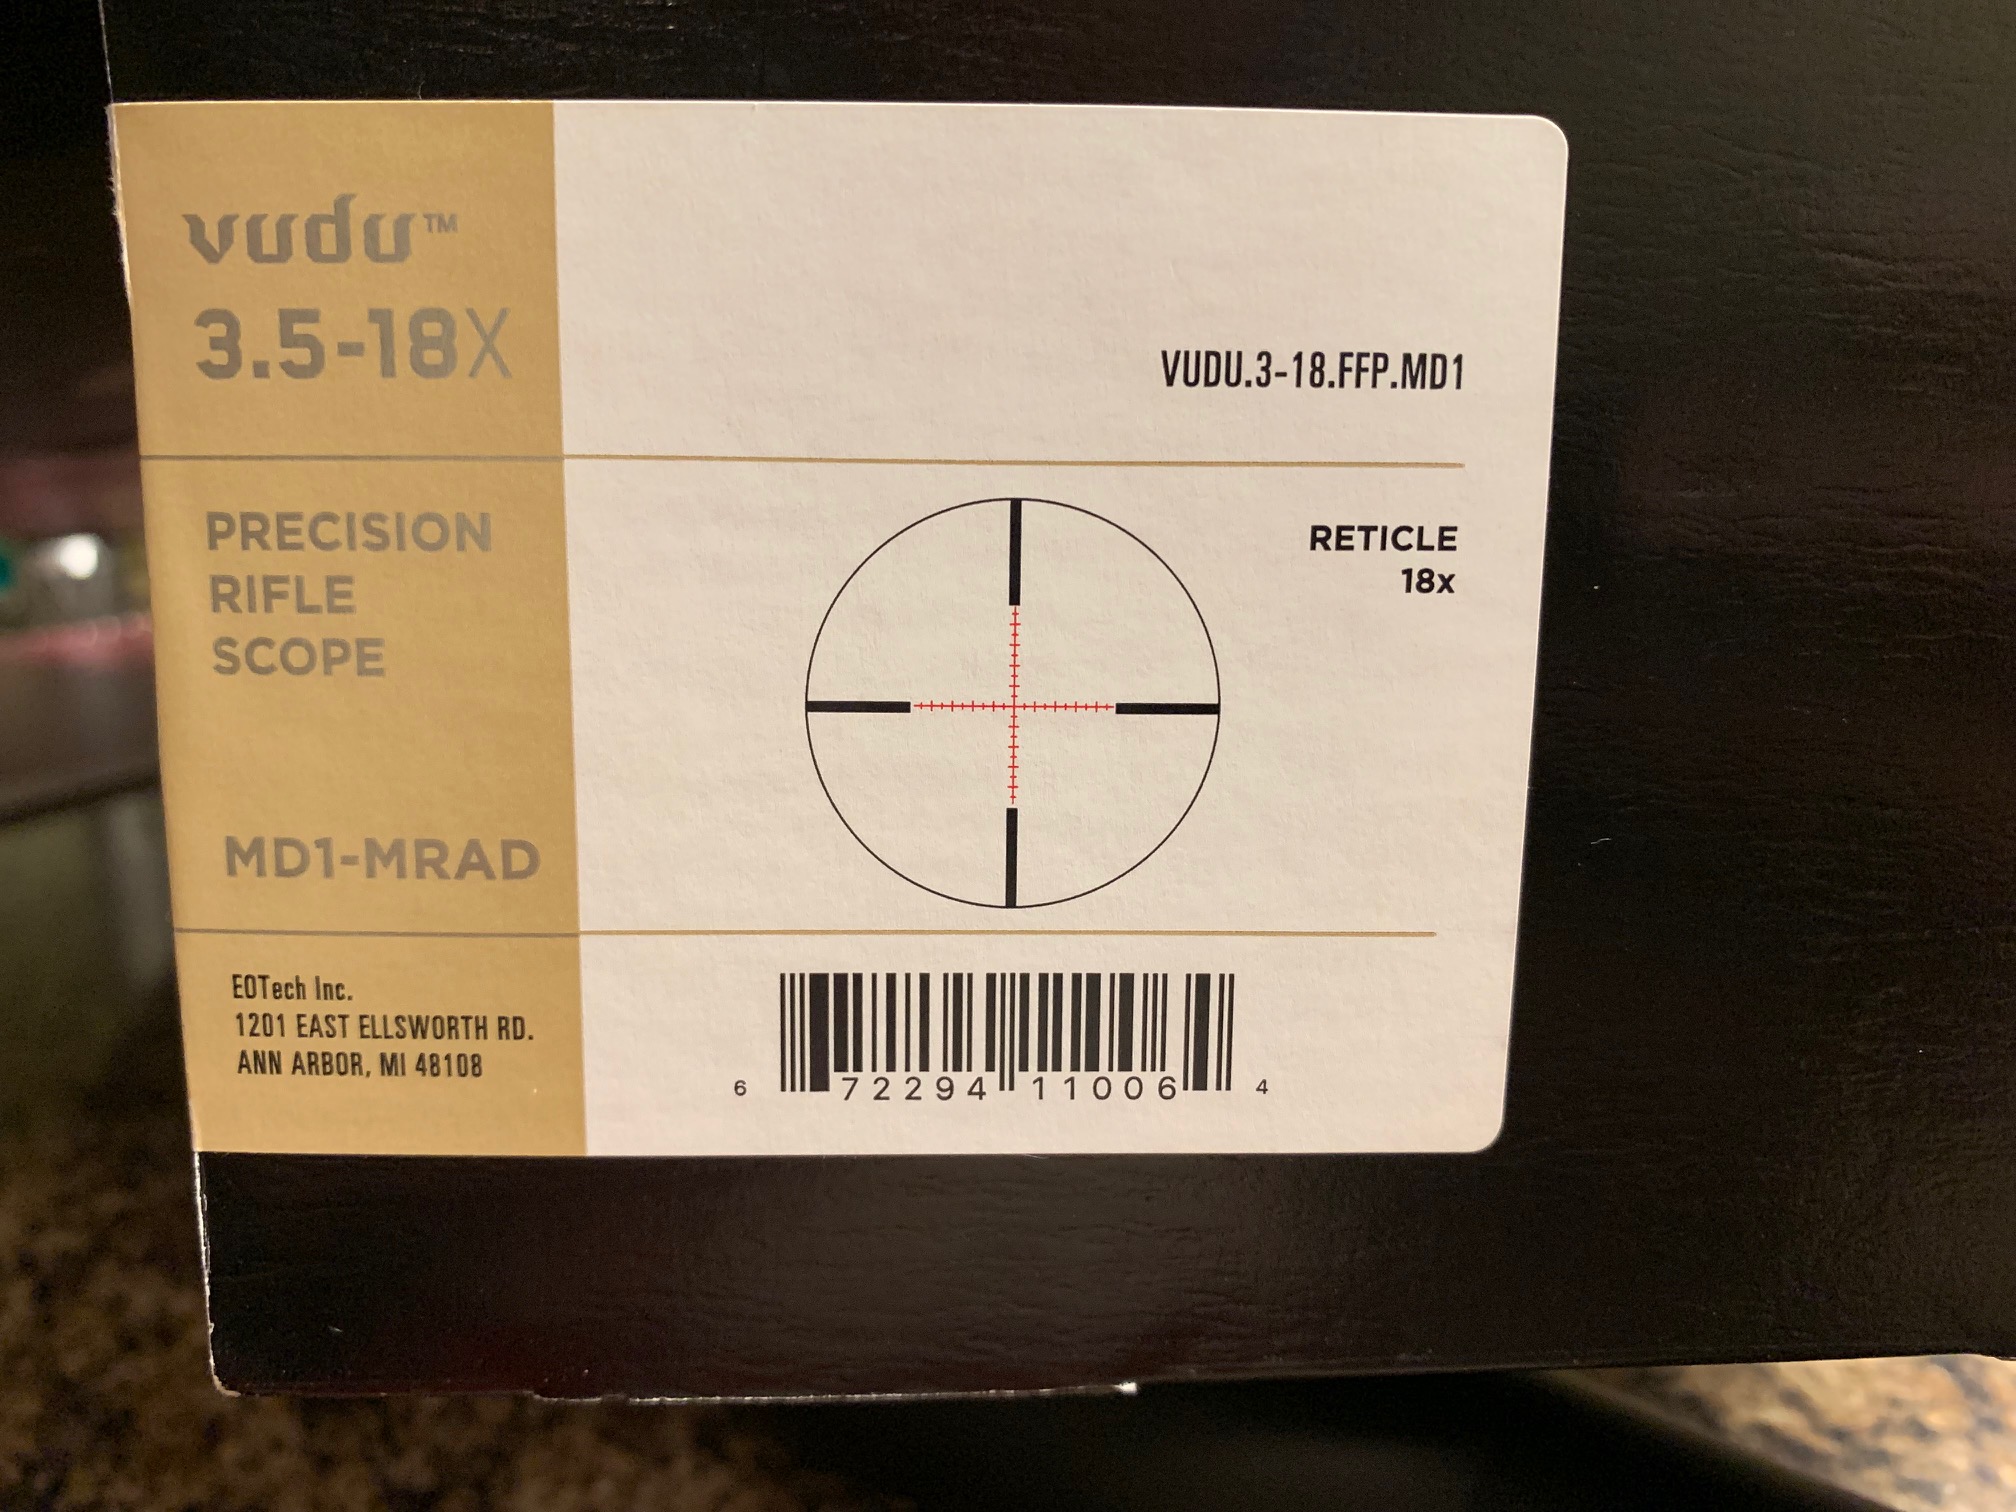 vudu™
3.5-18X
VUDU.3-18.FFP.MD1
PRECISION
RIFLE
SCOPE
MD1-MRAD
RETICLE
18x
EOTech Inc.
1201 EAST ELLSWORTH RD.
ANN ARBOR, MI 48108
6 72294 11006 4